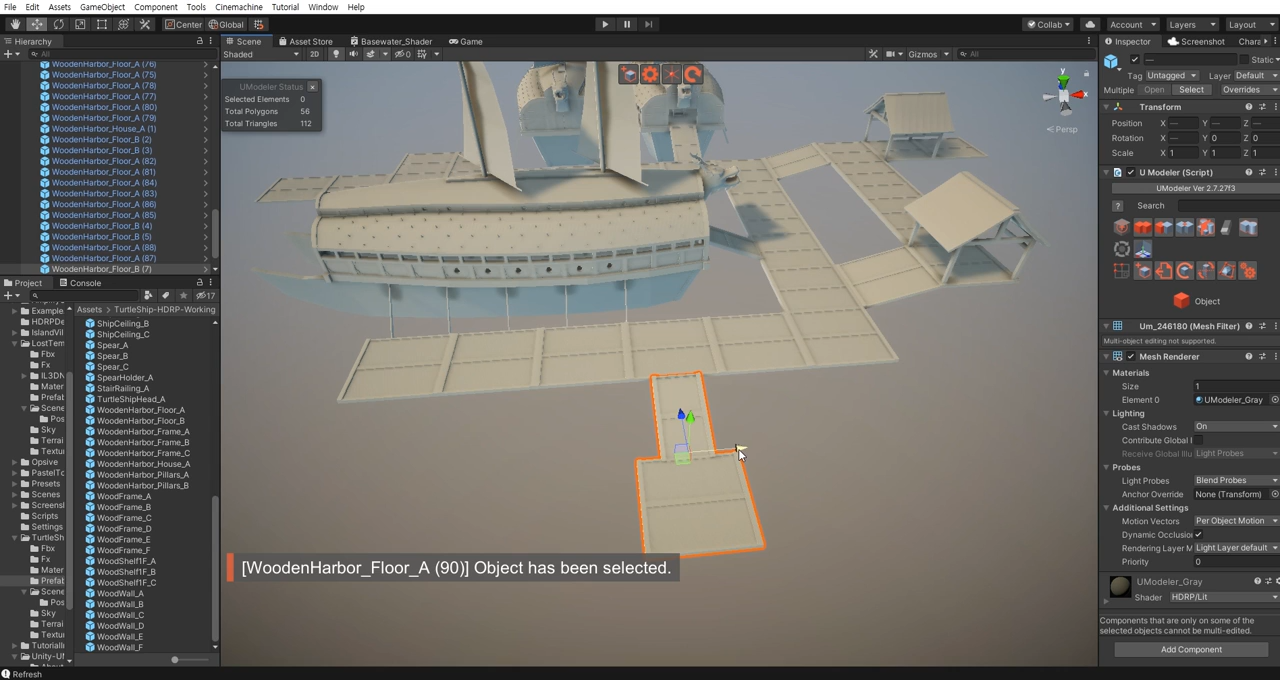 File Edit Assets GameObject Component Tools Cinemachine Tutorial Window Help
Center Global
Collab Account Layers Layout
Hierarchy
All
WoodenHarbor_Floor_A (76)
WoodenHarbor_Floor_A (75)
WoodenHarbor_Floor_A (78)
WoodenHarbor_Floor_A (77)
WoodenHarbor_Floor_A (80)
WoodenHarbor_Floor_A (79)
WoodenHarbor_House_A (1)
WoodenHarbor_Floor_B (2)
WoodenHarbor_Floor_B (3)
WoodenHarbor_Floor_A (82)
WoodenHarbor_Floor_A (81)
WoodenHarbor_Floor_A (84)
WoodenHarbor_Floor_A (83)
WoodenHarbor_Floor_A (86)
WoodenHarbor_Floor_A (85)
WoodenHarbor_Floor_B (4)
WoodenHarbor_Floor_B (5)
WoodenHarbor_Floor_A (88)
WoodenHarbor_Floor_A (87)
WoodenHarbor_Floor_B (7)
Project Console
17
Example
HDRPDe
IslandVil
LostTem
Fbx
Fx
IL3DN
Mater
Prefab
Scene
Pos
Sky
Terrai
Textu
Opsive
PastelTo
Presets
Scenes
Screens
Scripts
Settings
TurtleSh
Fbx
Fx
Mater
Prefab
Scene
Pos
Sky
Terrai
Textur
Tutorialli
Unity-UM
Assets > TurtleShip-HDRP-Working
ShipCeiling_B
ShipCeiling_C
Spear_A
Spear_B
Spear_C
SpearHolder_A
StairRailing_A
TurtleShipHead_A
WoodenHarbor_Floor_A
WoodenHarbor_Floor_B
WoodenHarbor_Frame_A
WoodenHarbor_Frame_B
WoodenHarbor_Frame_C
WoodenHarbor_House_A
WoodenHarbor_Pillars_A
WoodenHarbor_Pillars_B
WoodFrame_A
WoodFrame_B
WoodFrame_C
WoodFrame_D
WoodFrame_E
WoodFrame_F
WoodShelf1F_A
WoodShelf1F_B
WoodShelf1F_C
WoodWall_A
WoodWall_B
WoodWall_C
WoodWall_D
WoodWall_E
WoodWall_F
Scene Asset Store Basewater_Shader Game
Shaded 2D 0 Gizmos All
UModeler Status
Selected Elements 0
Total Polygons 56
Total Triangles 112
y
x
Persp
[WoodenHarbor_Floor_A (90)] Object has been selected.
Inspector Screenshot Chara
— Static
Tag Untagged Layer Default
Multiple Open Select Overrides
Transform
Position X — Y — Z —
Rotation X — Y 0 Z 0
Scale X 1 Y 1 Z 1
U Modeler (Script)
UModeler Ver 2.7.27f3
? Search
Object
Um_246180 (Mesh Filter)
Multi-object editing not supported.
Mesh Renderer
Materials
Size 1
Element 0 UModeler_Gray
Lighting
Cast Shadows On
Contribute Global I
Receive Global Illu Light Probes
Probes
Light Probes Blend Probes
Anchor Override None (Transform)
Additional Settings
Motion Vectors Per Object Motion
Dynamic Occlusion
Rendering Layer M Light Layer default
Priority 0
UModeler_Gray
Shader HDRP/Lit
Components that are only on some of the
selected objects cannot be multi-edited.
Add Component
Refresh